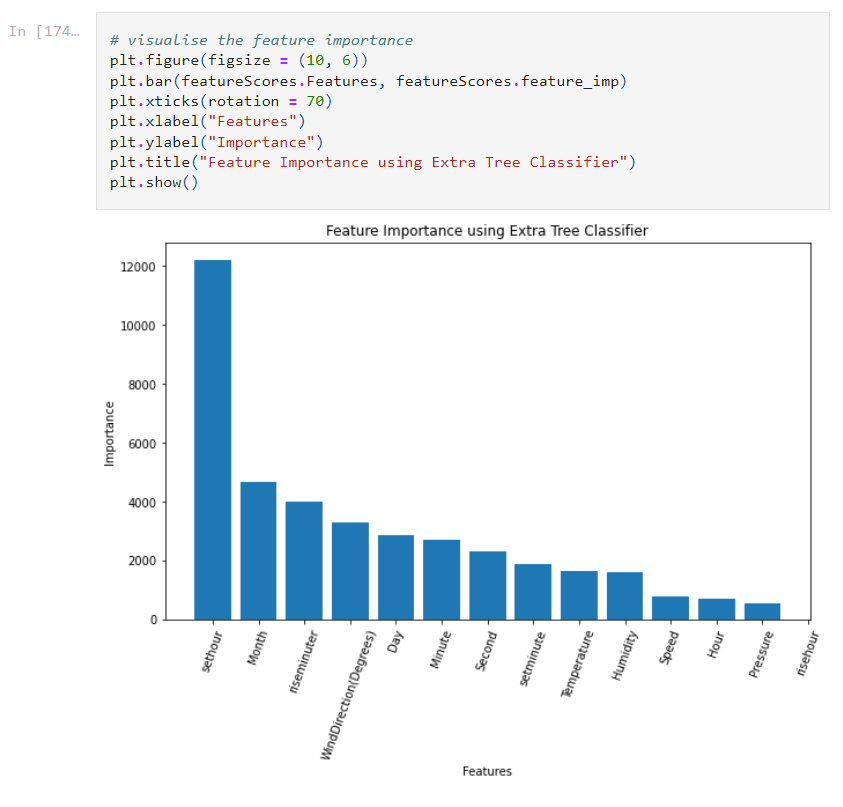 In [174…
# visualise the feature importance
plt.figure(figsize = (10, 6))
plt.bar(featureScores.Features, featureScores.feature_imp)
plt.xticks(rotation = 70)
plt.xlabel("Features")
plt.ylabel("Importance")
plt.title("Feature Importance using Extra Tree Classifier")
plt.show()
Feature Importance using Extra Tree Classifier
12000
10000
8000
6000
4000
2000
0
Importance
sethour
Month
riseminuter
WindDirection(Degrees)
Day
Minute
Second
setminute
Temperature
Humidity
Speed
Hour
Pressure
risehour
Features